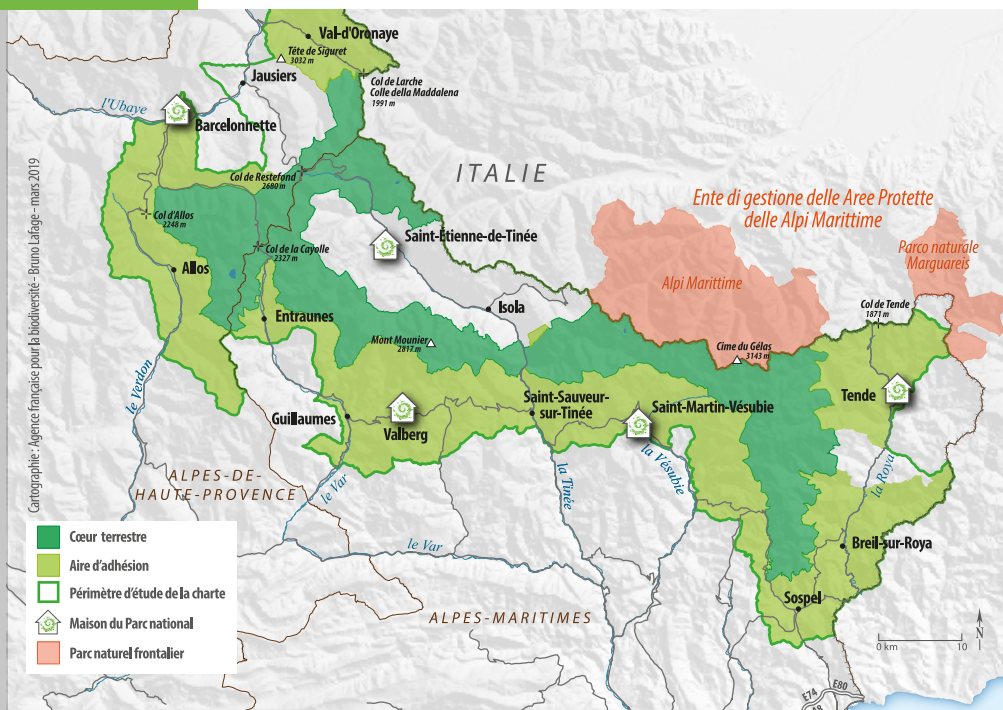 Val-d'Oronaye
Tête de Siguret
3032 m
Jausiers
Col de Larche
Colle della Maddalena
1991 m
l'Ubaye
Barcelonnette
ITALIE
Col de Restefond
2680 m
Ente di gestione delle Aree Protette
delle Alpi Marittime
Col d'Allos
2248 m
Saint-Étienne-de-Tinée
Col de la Cayolle
2327 m
Parco naturale
Marguareis
Allos
Alpi Marittime
Isola
Col de Tende
1871 m
Entraunes
Mont Mounier
2817 m
Cime du Gélas
3143 m
le Verdon
Guillaumes
Valberg
Saint-Sauveur-
sur-Tinée
Saint-Martin-Vésubie
Tende
la Tinée
la Vésubie
la Roya
ALPES-DE-
HAUTE-PROVENCE
le Var
le Var
Breil-sur-Roya
Sospel
ALPES-MARITIMES
Cœur terrestre
Aire d'adhésion
Périmètre d'étude de la charte
Maison du Parc national
Parc naturel frontalier
N
0 km 10
E74 E80
A8
Cartographie : Agence française pour la biodiversité - Bruno Lafage - mars 2019